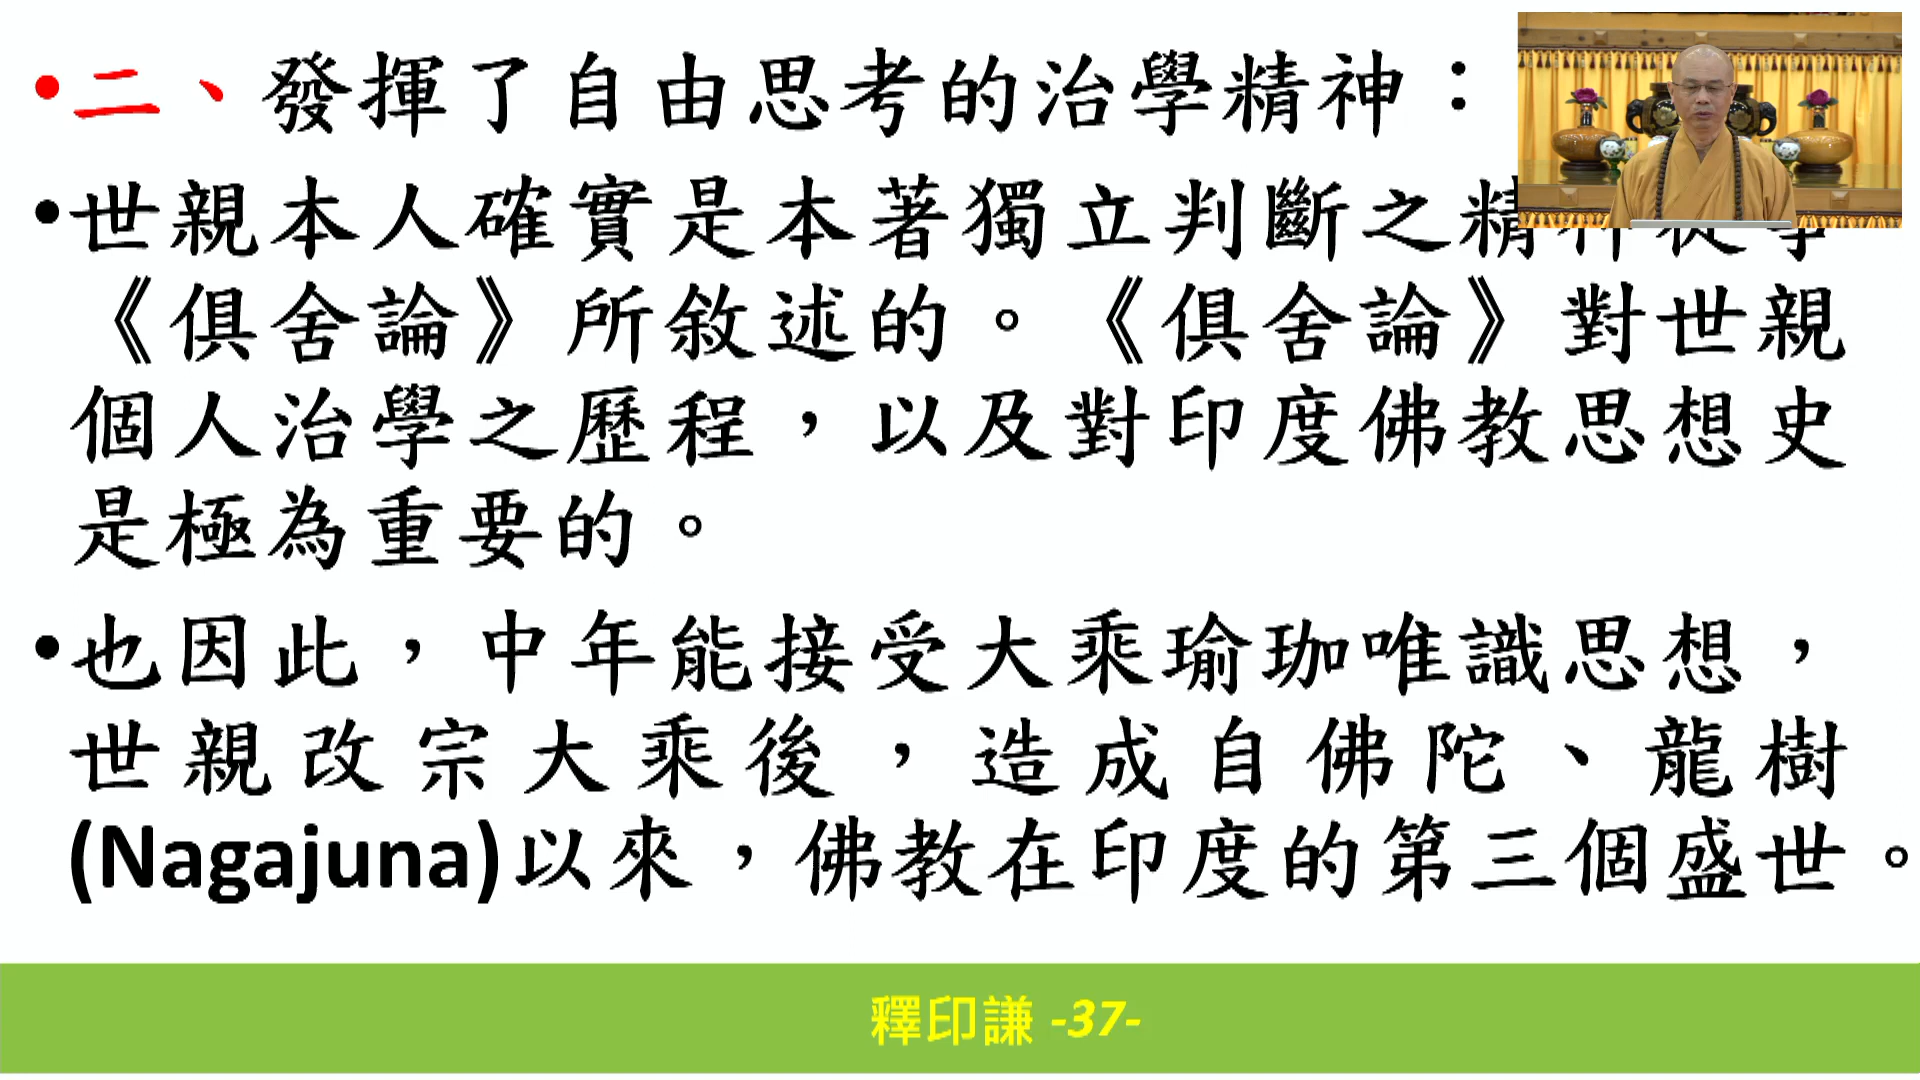 •二、發揮了自由思考的治學精神：
•世親本人確實是本著獨立判斷之精神從事
《俱舍論》所敘述的。《俱舍論》對世親
個人治學之歷程，以及對印度佛教思想史
是極為重要的。
•也因此，中年能接受大乘瑜珈唯識思想，
世親改宗大乘後，造成自佛陀、龍樹
(Nagajuna)以來，佛教在印度的第三個盛世。
釋印謙 -37-